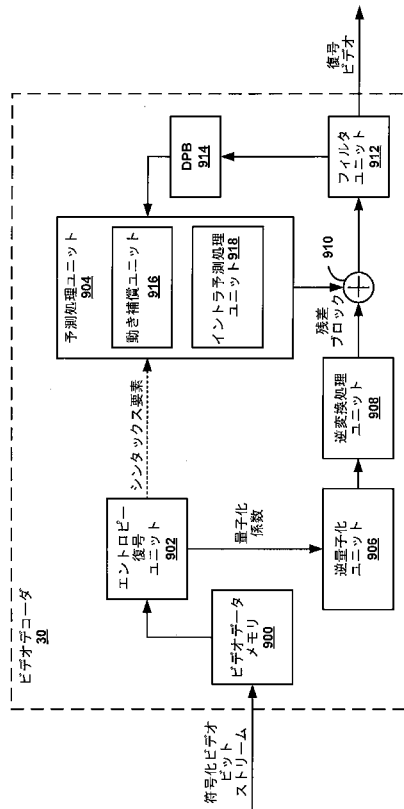 ビデオデコーダ
30
符号化ビデオ
ビット
ストリーム
ビデオデータ
メモリ
900
エントロピー
復号
ユニット
902
シンタックス要素
量子化
係数
予測処理ユニット
904
動き補償ユニット
916
イントラ予測処理
ユニット918
逆量子化
ユニット
906
逆変換処理
ユニット
908
残差
ブロック
910
DPB
914
フィルタ
ユニット
912
復号
ビデオ